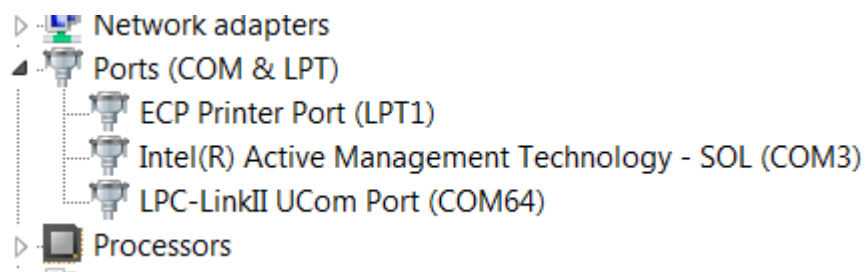 Network adapters
Ports (COM & LPT)
ECP Printer Port (LPT1)
Intel(R) Active Management Technology - SOL (COM3)
LPC-LinkII UCom Port (COM64)
Processors